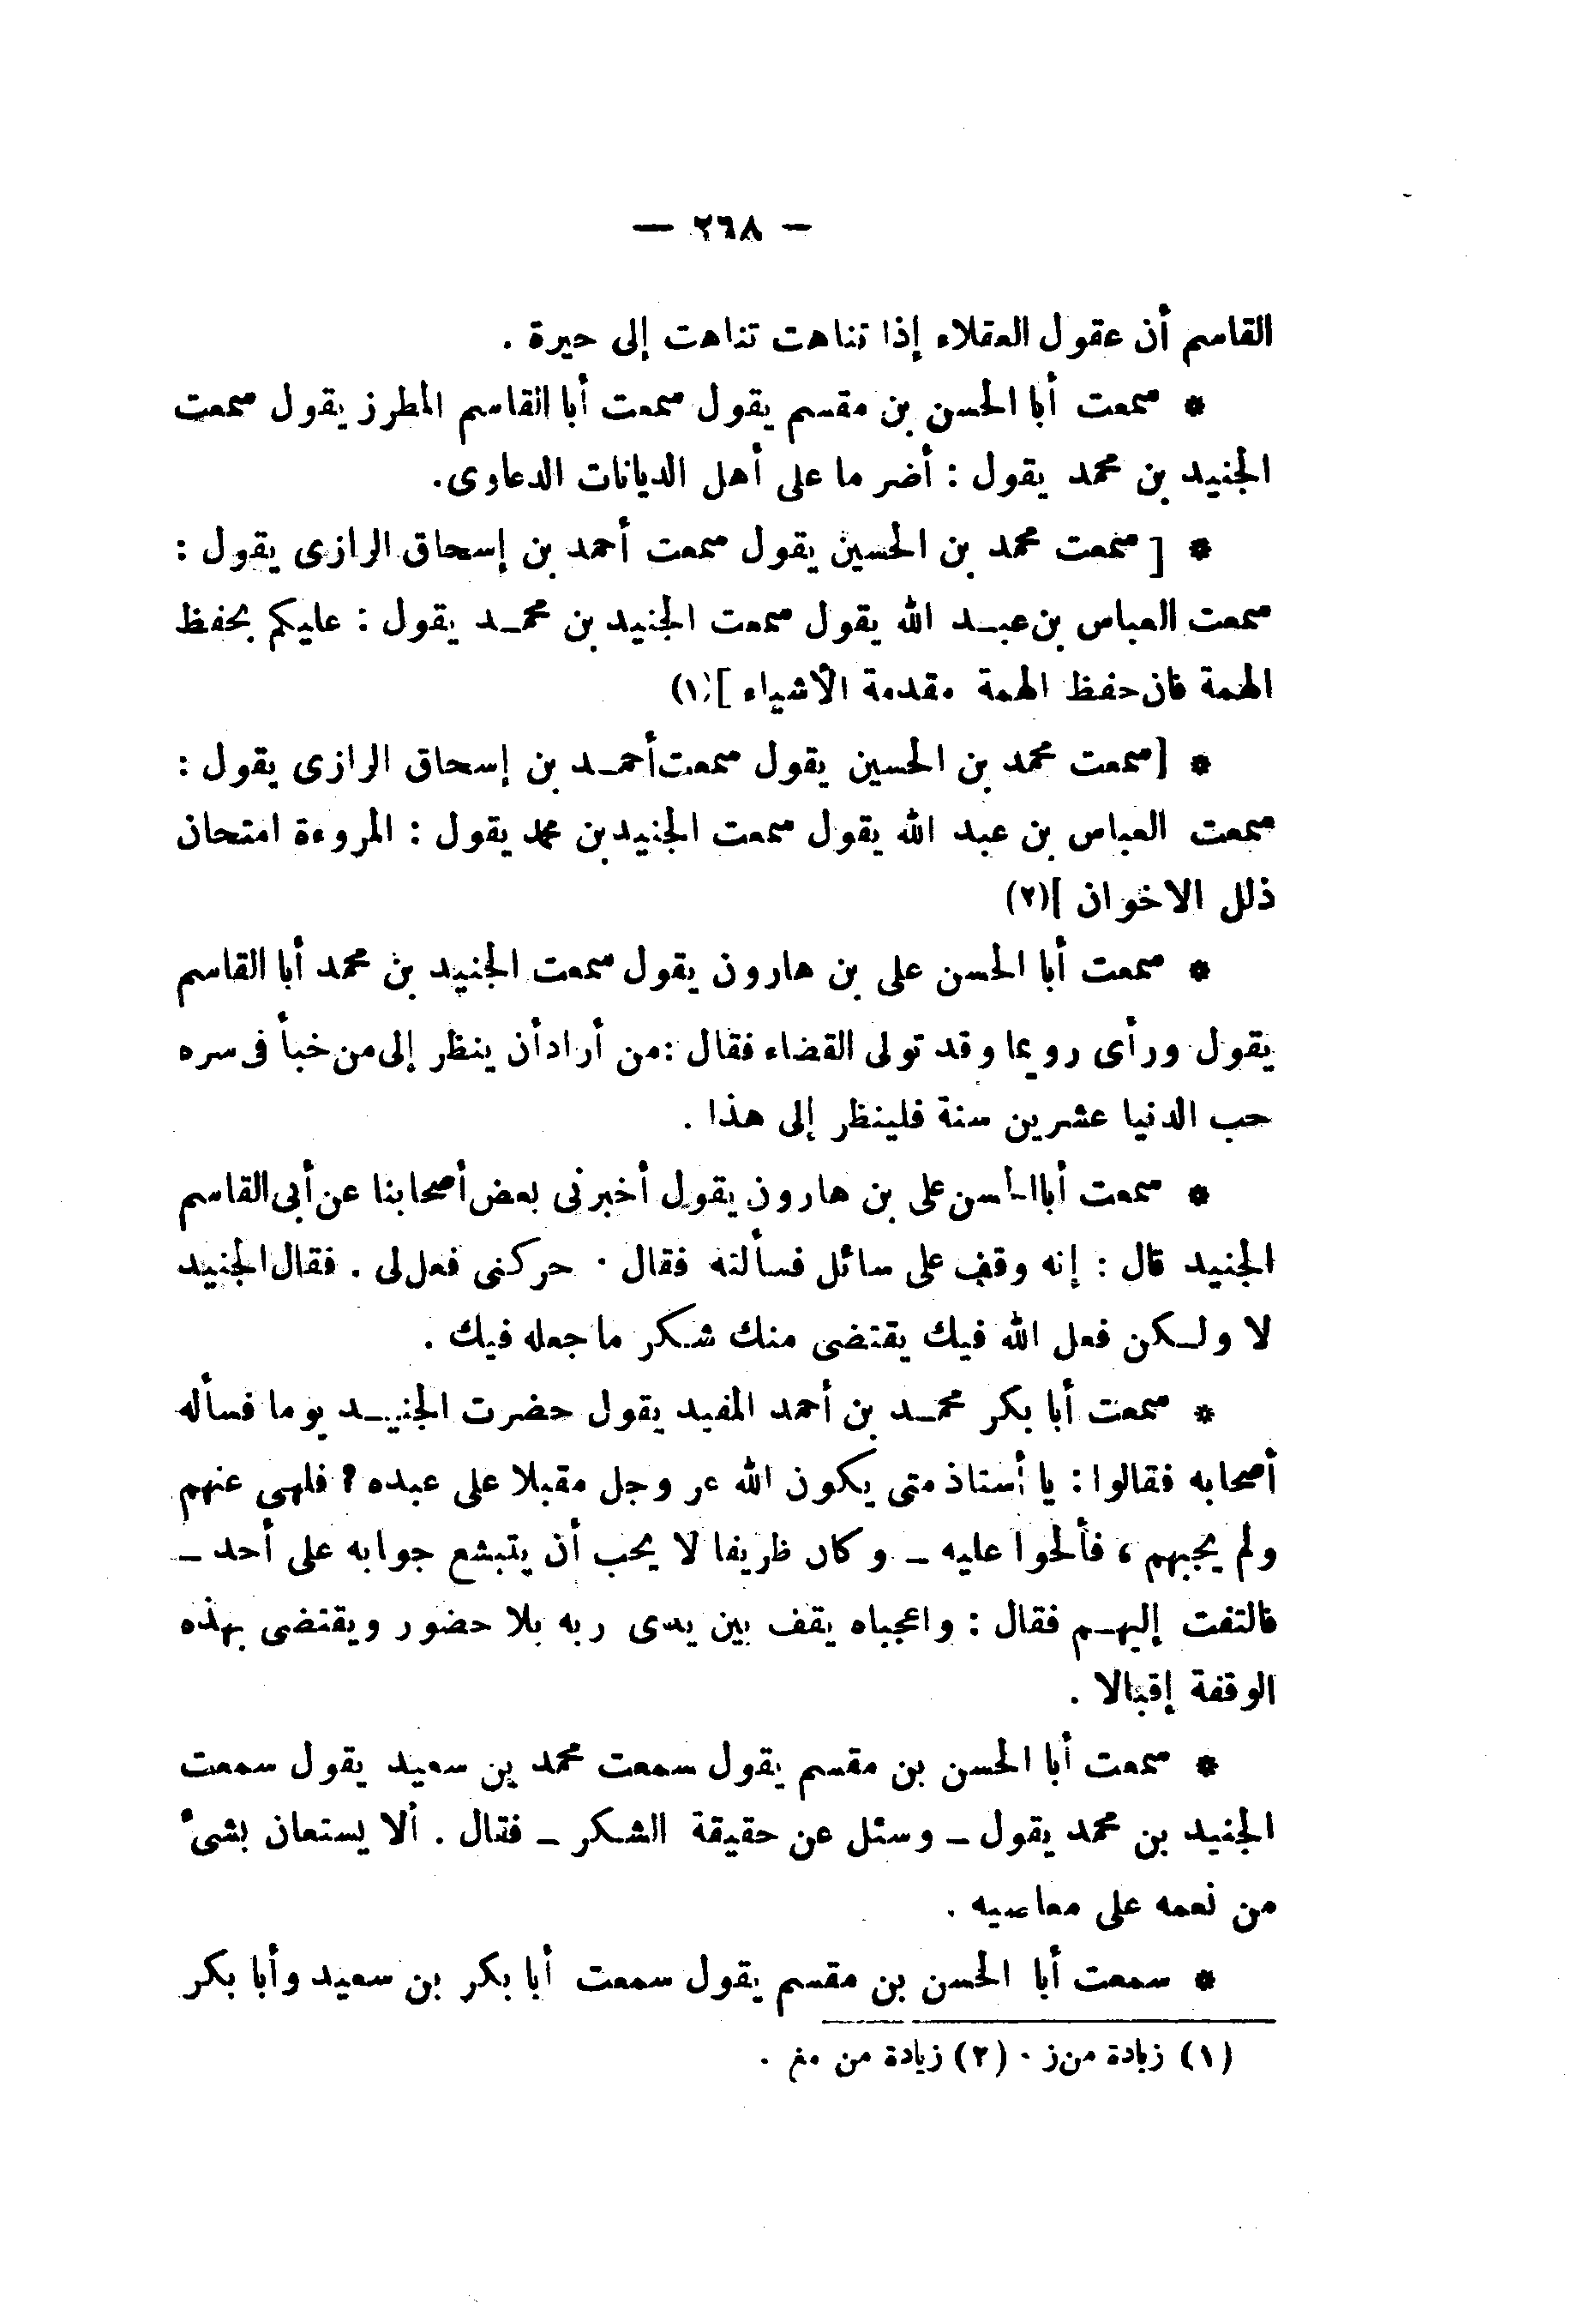 — ٢٦٨ —
القاسم أن عقول العقلاء إذا تناهت تناهت إلى حيرة .
* سمعت أبا الحسن بن مقسم يقول سمعت أبا القاسم المطرز يقول سمعت
الجنيد بن محمد يقول : أضر ما على أهل الديانات الدعاوى.
* [ سمعت محمد بن الحسين يقول سمعت أحمد بن إسحاق الرازى يقول :
سمعت العباس بن عبد الله يقول سمعت الجنيد بن محمد يقول : عليكم بحفظ
الهمة فان حفظ الهمة مقدمة الأشياء ](١)
* [سمعت محمد بن الحسين يقول سمعت أحمد بن إسحاق الرازى يقول :
سمعت العباس بن عبد الله يقول سمعت الجنيد بن محمد يقول : المروءة امتحان
ذلل الاخوان ](٢)
* سمعت أبا الحسن على بن هارون يقول سمعت الجنيد بن محمد أبا القاسم
يقول ورأى رويما وقد تولى القضاء فقال :من أراد أن ينظر إلى من خبأ فى سره
حب الدنيا عشرين سنة فلينظر إلى هذا .
* سمعت أبا الحسن على بن هارون يقول أخبرنى بعض أصحابنا عن أبى القاسم
الجنيد قال : إنه وقف على سائل فسألته فقال . حركنى فعل لى . فقال الجنيد
لا ولكن فعل الله فيك يقتضى منك شكر ما جعله فيك .
* سمعت أبا بكر محمد بن أحمد المفيد يقول حضرت الجنيد يوما فسأله
أصحابه فقالوا : يا أستاذ متى يكون الله عز وجل مقبلا على عبده ؟ فلهى عنهم
ولم يجبهم ، فألحوا عليه – وكان ظريفا لا يحب أن يتبشع جوابه على أحد –
فالتفت إليهم فقال : واعجباه يقف بين يدى ربه بلا حضور ويقتضى بهذه
الوقفة إقبالا .
* سمعت أبا الحسن بن مقسم يقول سمعت محمد بن سعيد يقول سمعت
الجنيد بن محمد يقول – وسئل عن حقيقة الشكر – فقال . ألا يستعان بشىء
من نعمه على معاصيه .
* سمعت أبا الحسن بن مقسم يقول سمعت أبا بكر بن سعيد وأبا بكر
(١) زيادة من ز . (٢) زيادة من مغ .